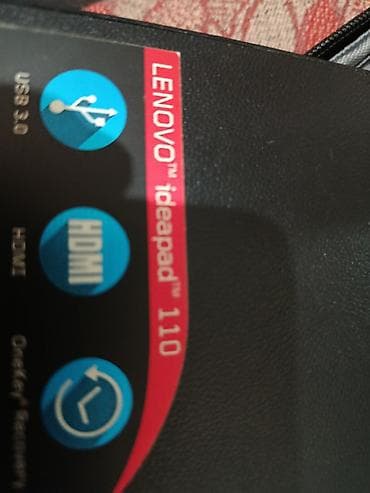 LENOVO™ ideapad™ 110
USB 3.0
HDMI
HDMI
OneKey® Recovery